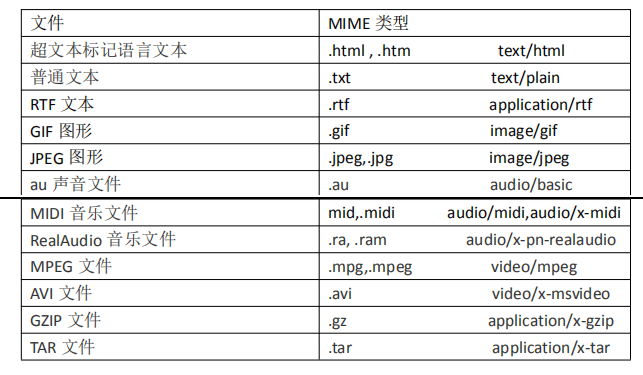 文件 MIME 类型
超文本标记语言文本 .html , .htm text/html
普通文本 .txt text/plain
RTF 文本 .rtf application/rtf
GIF 图形 .gif image/gif
JPEG 图形 .jpeg,.jpg image/jpeg
au 声音文件 .au audio/basic
MIDI 音乐文件 mid,.midi audio/midi,audio/x-midi
RealAudio 音乐文件 .ra, .ram audio/x-pn-realaudio
MPEG 文件 .mpg,.mpeg video/mpeg
AVI 文件 .avi video/x-msvideo
GZIP 文件 .gz application/x-gzip
TAR 文件 .tar application/x-tar